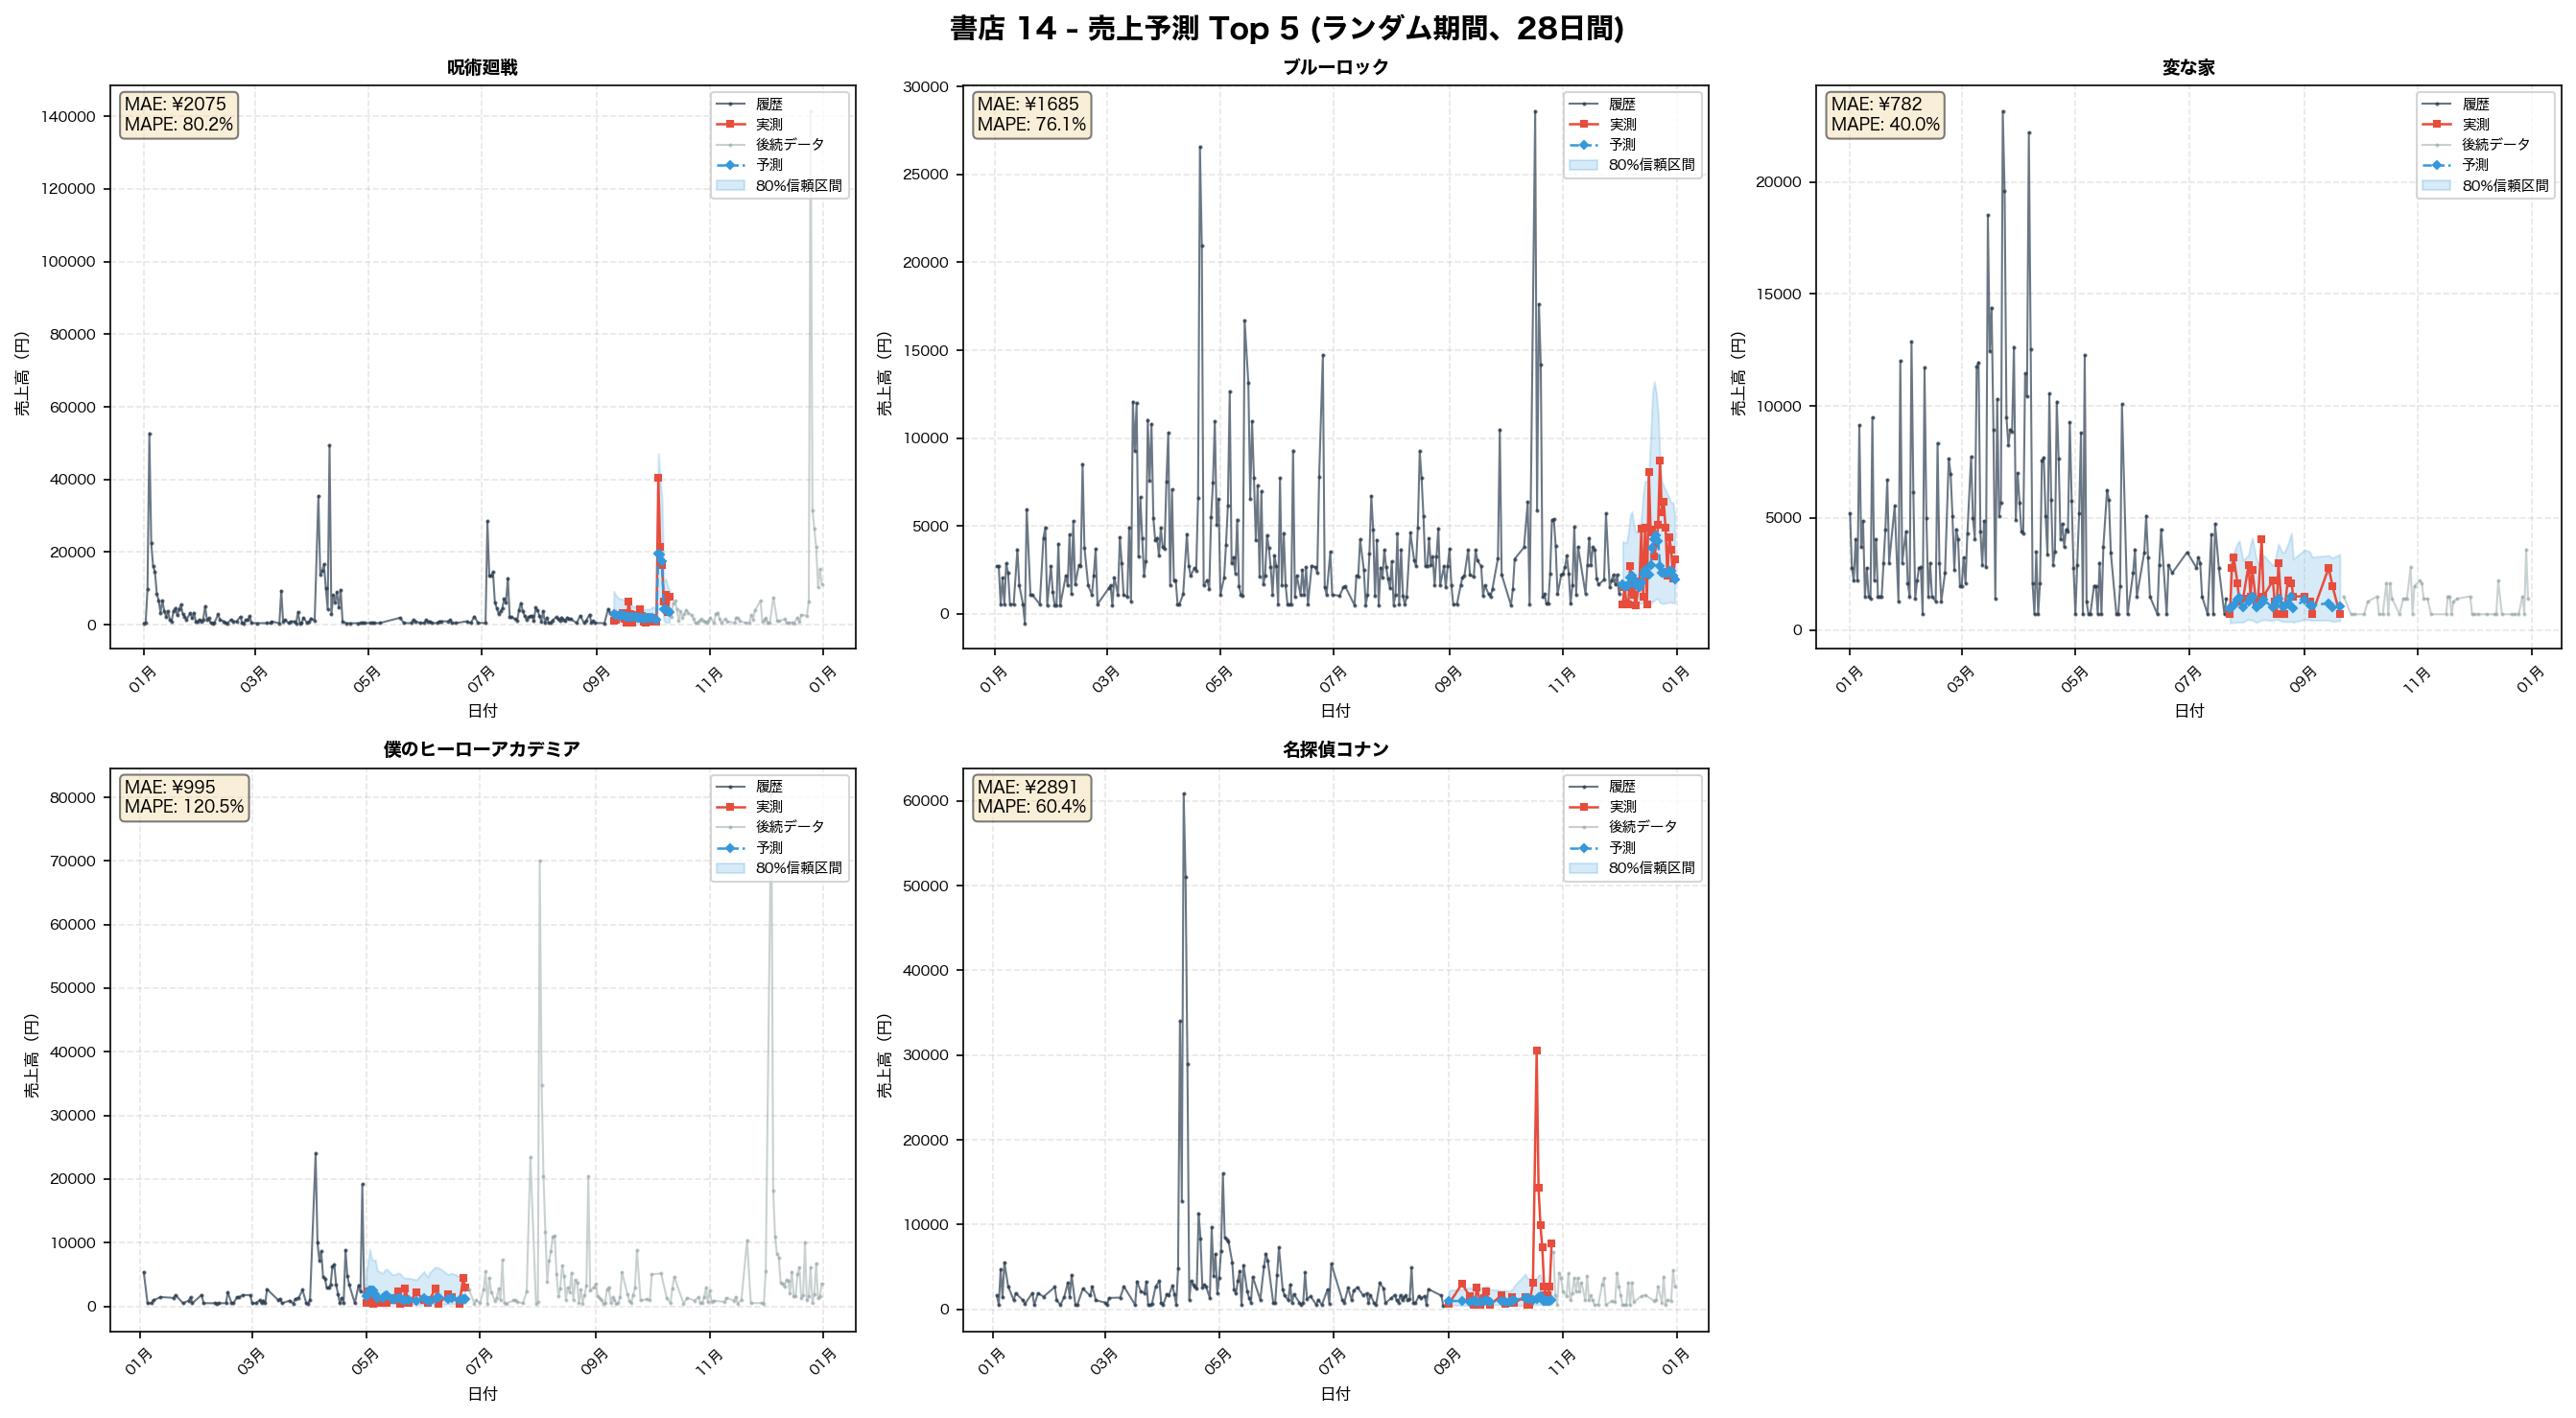 書店 14 - 売上予測 Top 5 (ランダム期間、28日間)
呪術廻戦
MAE: ¥2075
MAPE: 80.2%
履歴
実測
後続データ
予測
80%信頼区間
140000
120000
100000
80000
60000
40000
20000
0
売上高（円）
01月
03月
05月
07月
09月
11月
01月
日付
ブルーロック
MAE: ¥1685
MAPE: 76.1%
履歴
実測
予測
80%信頼区間
30000
25000
20000
15000
10000
5000
0
売上高（円）
01月
03月
05月
07月
09月
11月
01月
日付
変な家
MAE: ¥782
MAPE: 40.0%
履歴
実測
後続データ
予測
80%信頼区間
20000
15000
10000
5000
0
売上高（円）
01月
03月
05月
07月
09月
11月
01月
日付
僕のヒーローアカデミア
MAE: ¥995
MAPE: 120.5%
履歴
実測
後続データ
予測
80%信頼区間
80000
70000
60000
50000
40000
30000
20000
10000
0
売上高（円）
01月
03月
05月
07月
09月
11月
01月
日付
名探偵コナン
MAE: ¥2891
MAPE: 60.4%
履歴
実測
後続データ
予測
80%信頼区間
60000
50000
40000
30000
20000
10000
0
売上高（円）
01月
03月
05月
07月
09月
11月
01月
日付